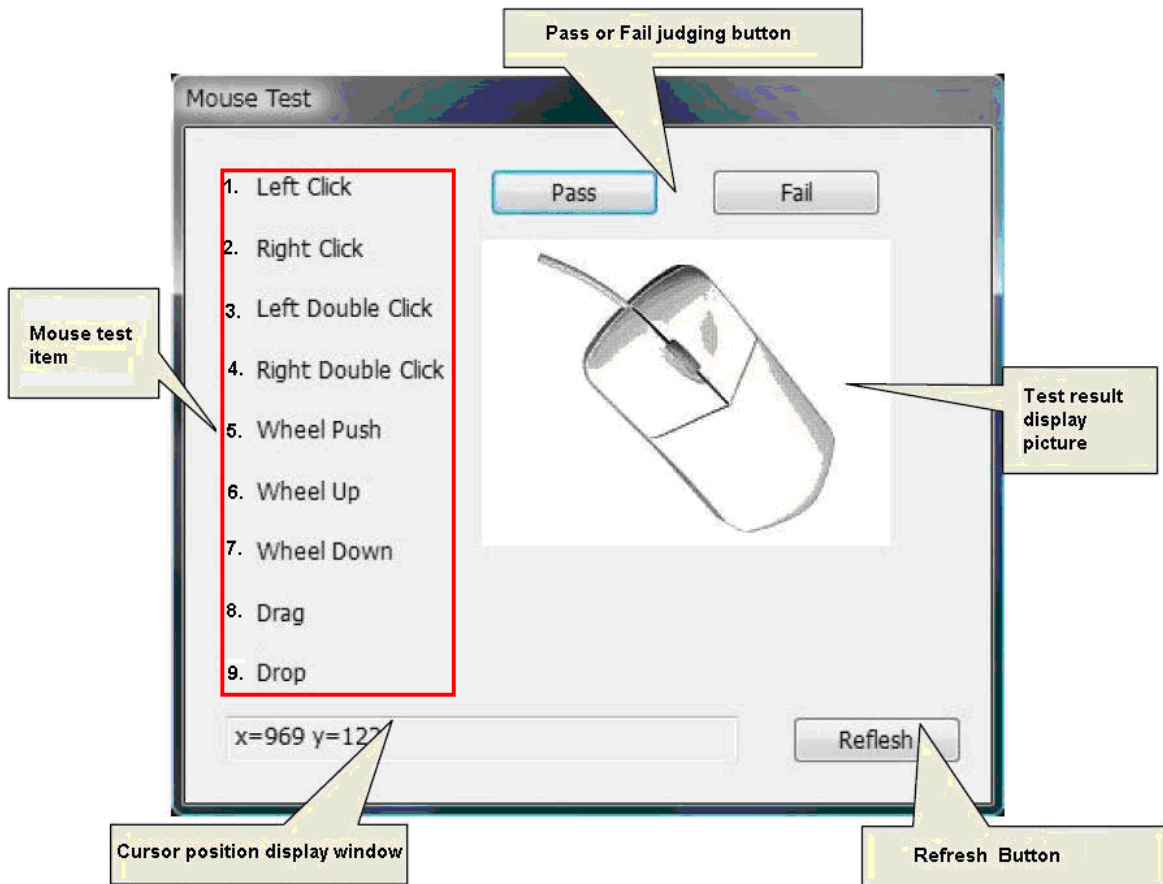 Pass or Fail judging button
Mouse Test
1. Left Click
Pass
Fail
2. Right Click
3. Left Double Click
Mouse test
item
4. Right Double Click
Test result
display
picture
5. Wheel Push
6. Wheel Up
7. Wheel Down
8. Drag
9. Drop
x=969
Reflesh
Cursor position display window
Refresh Button